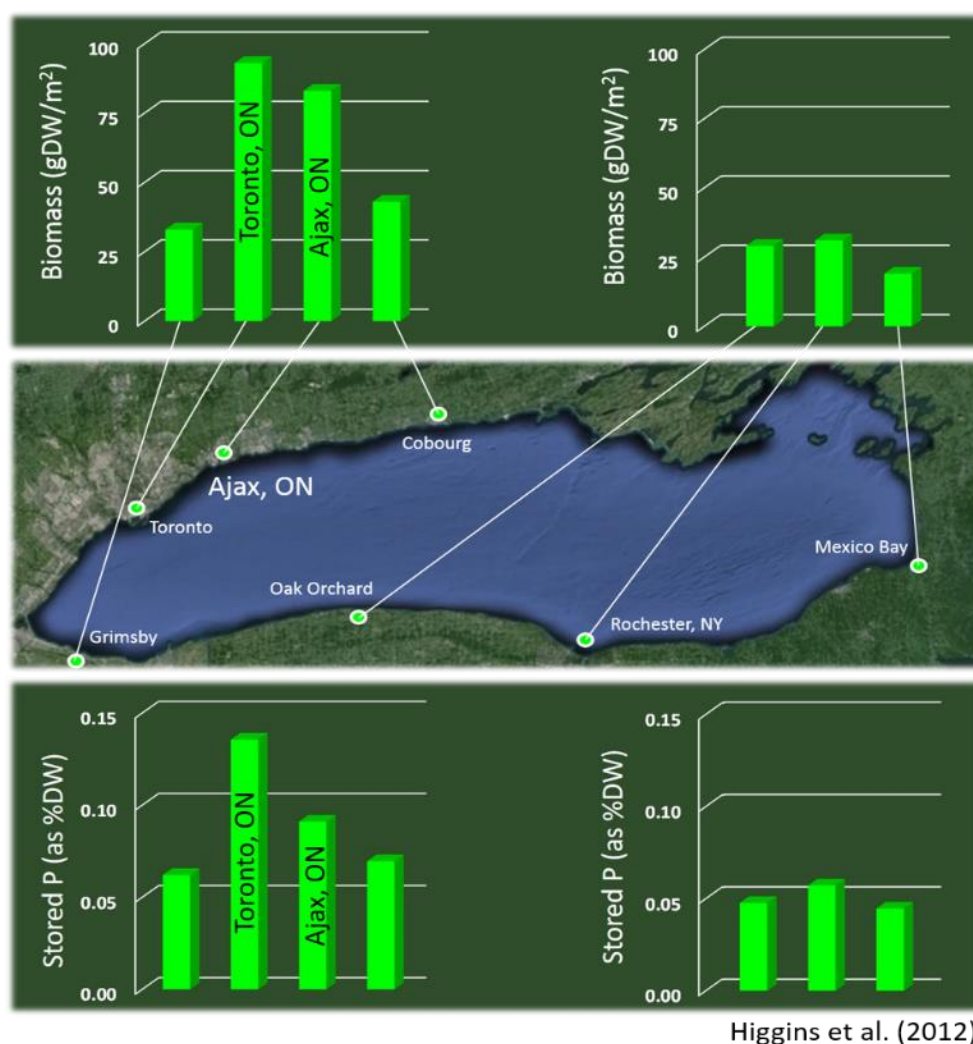 Biomass (gDW/m²)
100
75
50
25
0
Toronto, ON
Ajax, ON
Biomass (gDW/m²)
100
75
50
25
0
Cobourg
Ajax, ON
Toronto
Mexico Bay
Oak Orchard
Rochester, NY
Grimsby
Stored P (as %DW)
0.15
0.10
0.05
0.00
Toronto, ON
Ajax, ON
Stored P (as %DW)
0.15
0.10
0.05
0.00
Higgins et al. (2012)